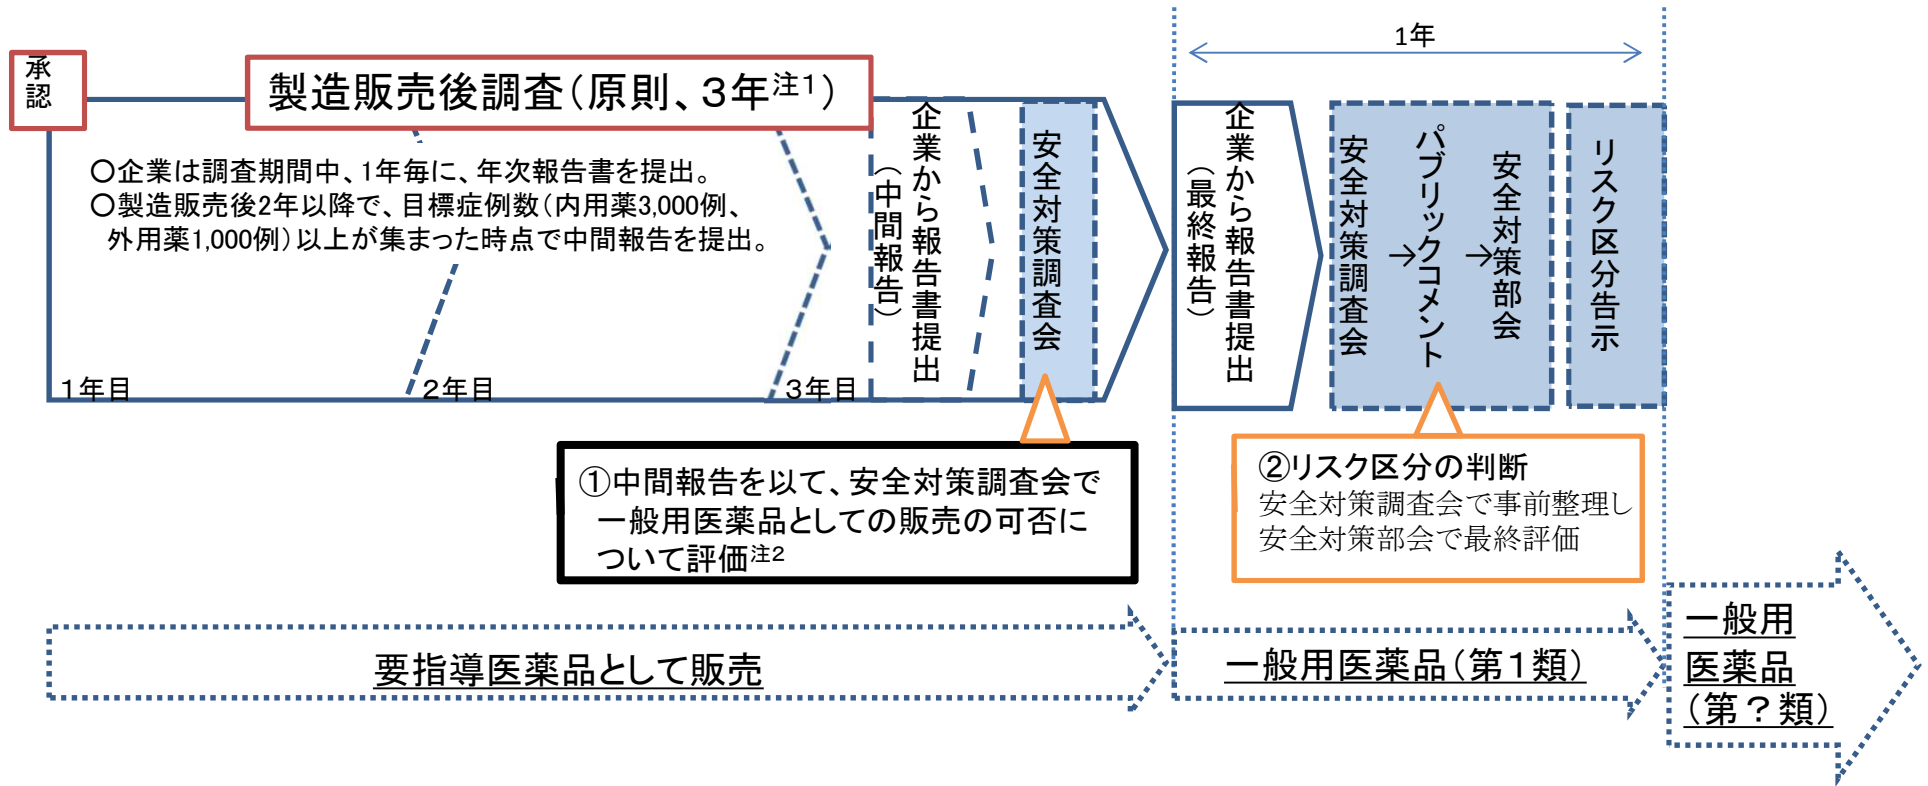 承
認
製造販売後調査（原則、３年注１）
1年
○企業は調査期間中、1年毎に、年次報告書を提出。
○製造販売後2年以降で、目標症例数（内用薬3,000例、
外用薬1,000例）以上が集まった時点で中間報告を提出。
１年目
２年目
３年目
企業から報告書提出
（中間報告）
安全対策調査会
企業から報告書提出
（最終報告）
安全対策調査会
→パブリックコメント
→安全対策部会
リスク区分告示
①中間報告を以て、安全対策調査会で
一般用医薬品としての販売の可否に
ついて評価注2
②リスク区分の判断
安全対策調査会で事前整理し
安全対策部会で最終評価
要指導医薬品として販売
一般用医薬品（第１類）
一般用
医薬品
（第？類）